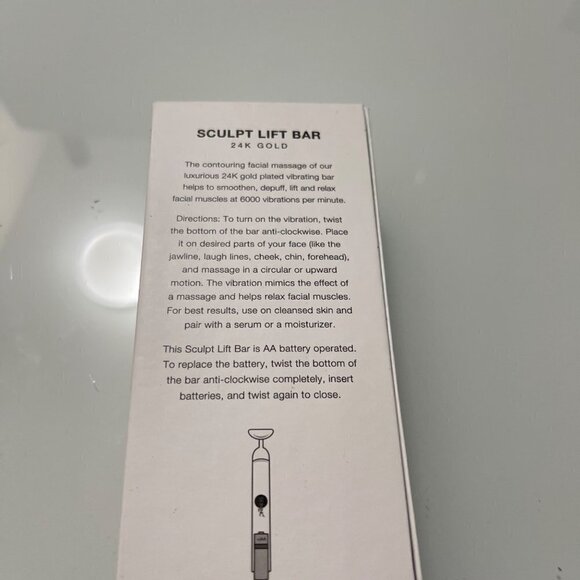 SCULPT LIFT BAR
24K GOLD
The contouring facial massage of our
luxurious 24K gold plated vibrating bar
helps to smoothen, depuff, lift and relax
facial muscles at 6000 vibrations per minute.
Directions: To turn on the vibration, twist
the bottom of the bar anti-clockwise. Place
it on desired parts of your face (like the
jawline, laugh lines, cheek, chin, forehead),
and massage in a circular or upward
motion. The vibration mimics the effect of
a massage and helps relax facial muscles.
For best results, use on cleansed skin and
pair with a serum or a moisturizer.
This Sculpt Lift Bar is AA battery operated.
To replace the battery, twist the bottom of
the bar anti-clockwise completely, insert
batteries, and twist again to close.